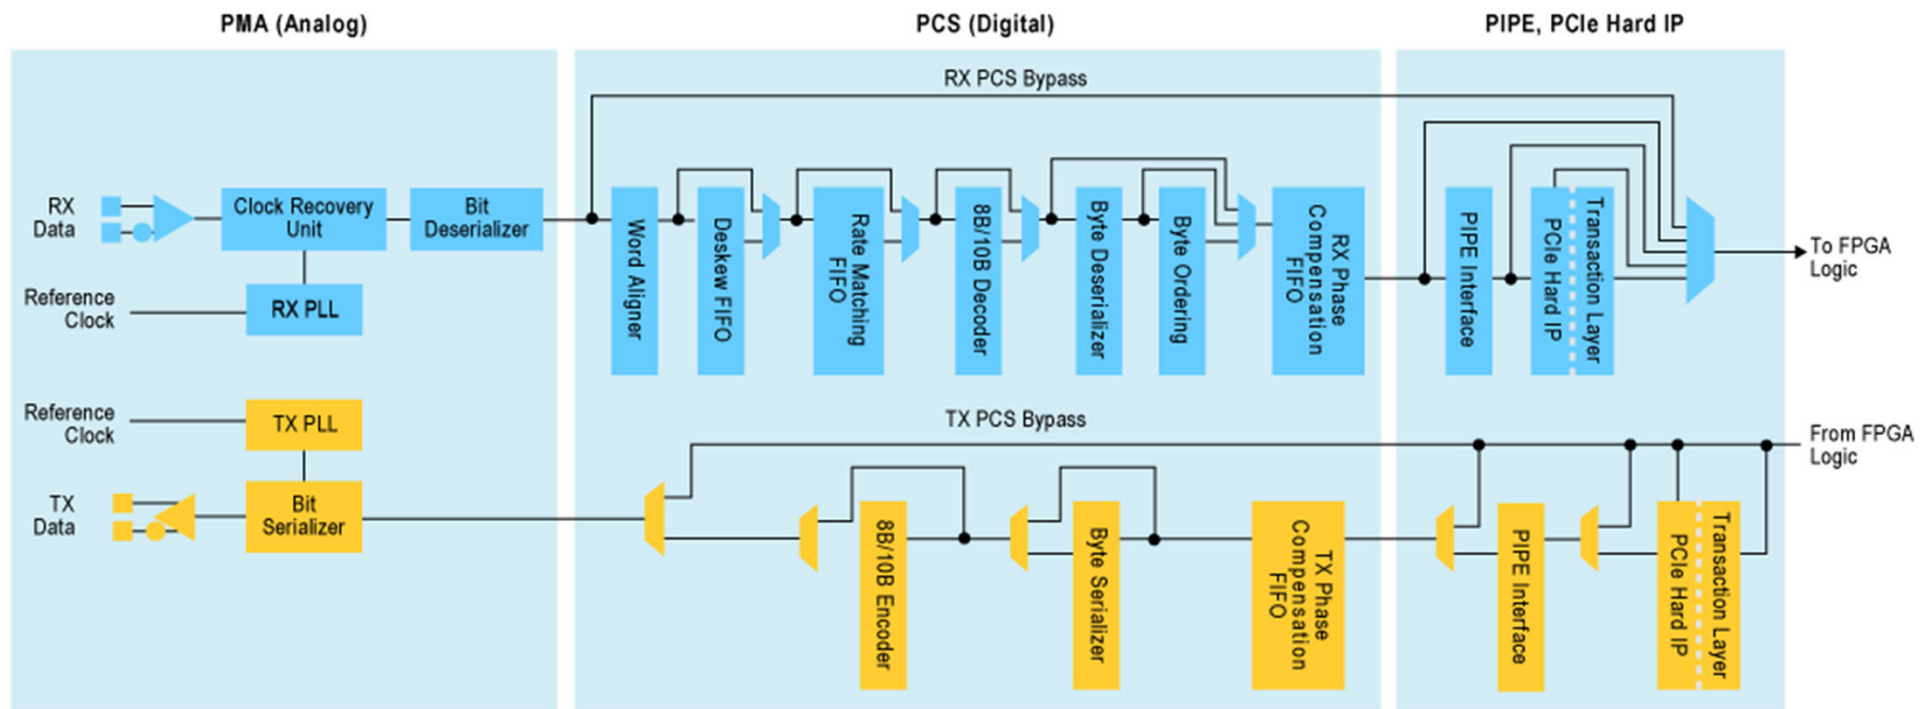 PMA (Analog)
PCS (Digital)
PIPE, PCIe Hard IP
RX PCS Bypass
RX
Data
Clock Recovery
Unit
Bit
Deserializer
Word Aligner
Deskew FIFO
Rate Matching
FIFO
8B/10B Decoder
Byte Deserializer
Byte Ordering
RX Phase
Compensation
FIFO
PIPE Interface
PCIe Hard IP
Transaction Layer
To FPGA
Logic
Reference
Clock
RX PLL
Reference
Clock
TX PLL
TX PCS Bypass
From FPGA
Logic
TX
Data
Bit
Serializer
8B/10B Encoder
Byte Serializer
TX Phase
Compensation
FIFO
PIPE Interface
PCIe Hard IP
Transaction Layer